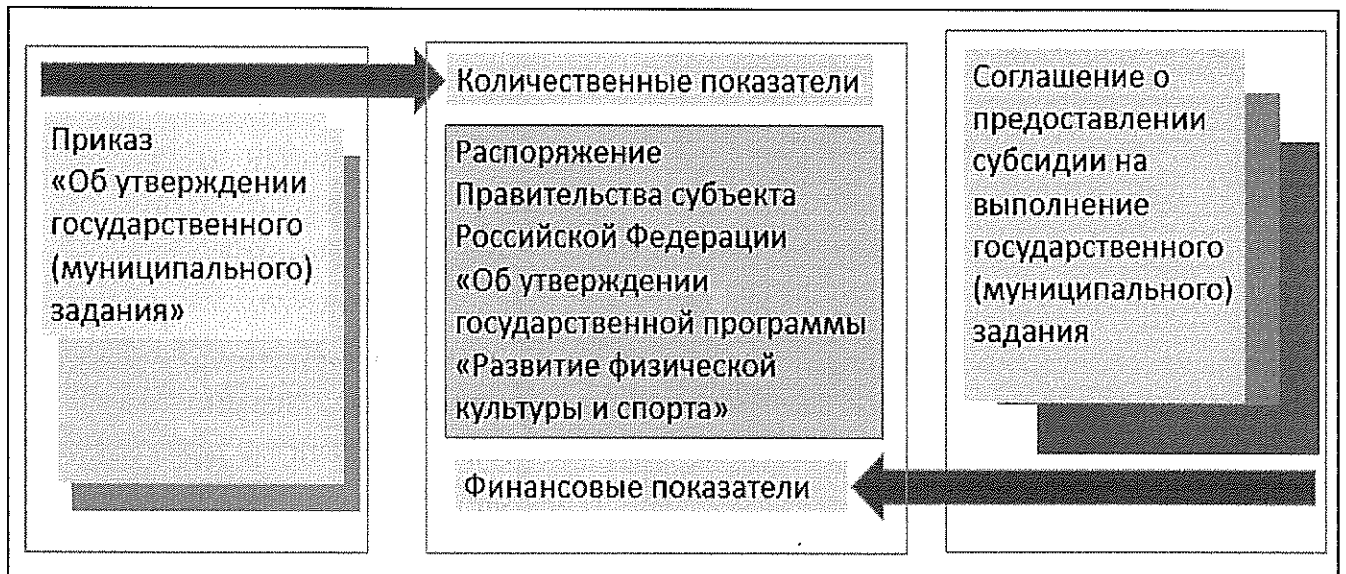 Приказ
«Об утверждении
государственного
(муниципального)
задания»
Количественные показатели
Распоряжение
Правительства субъекта
Российской Федерации
«Об утверждении
государственной программы
«Развитие физической
культуры и спорта»
Финансовые показатели
Соглашение о
предоставлении
субсидии на
выполнение
государственного
(муниципального)
задания